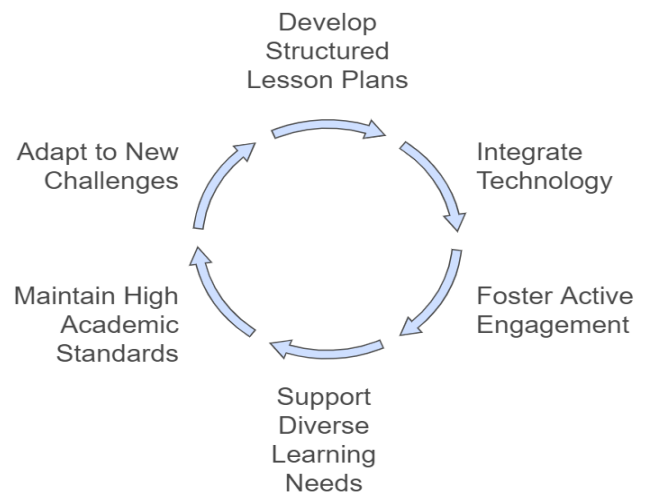 Develop
Structured
Lesson Plans
Integrate
Technology
Foster Active
Engagement
Support
Diverse
Learning
Needs
Maintain High
Academic
Standards
Adapt to New
Challenges